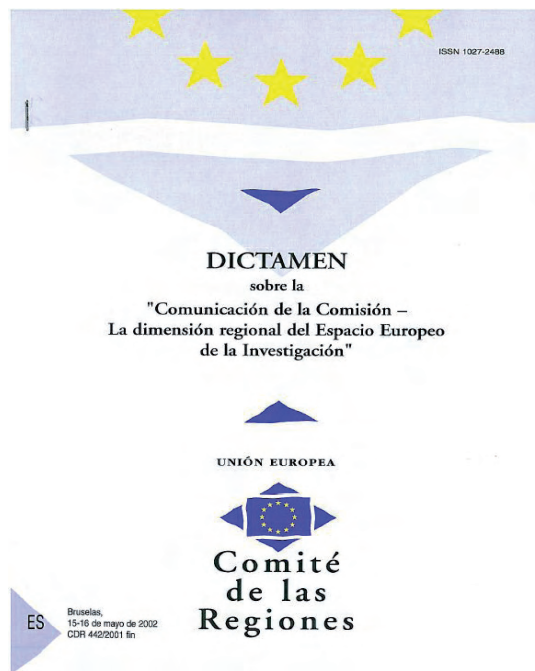 ISSN 1027-2488
DICTAMEN
sobre la
"Comunicación de la Comisión –
La dimensión regional del Espacio Europeo
de la Investigación"
UNIÓN EUROPEA
Comité
de las
Regiones
ES
Bruselas,
15-16 de mayo de 2002
CDR 442/2001 fin